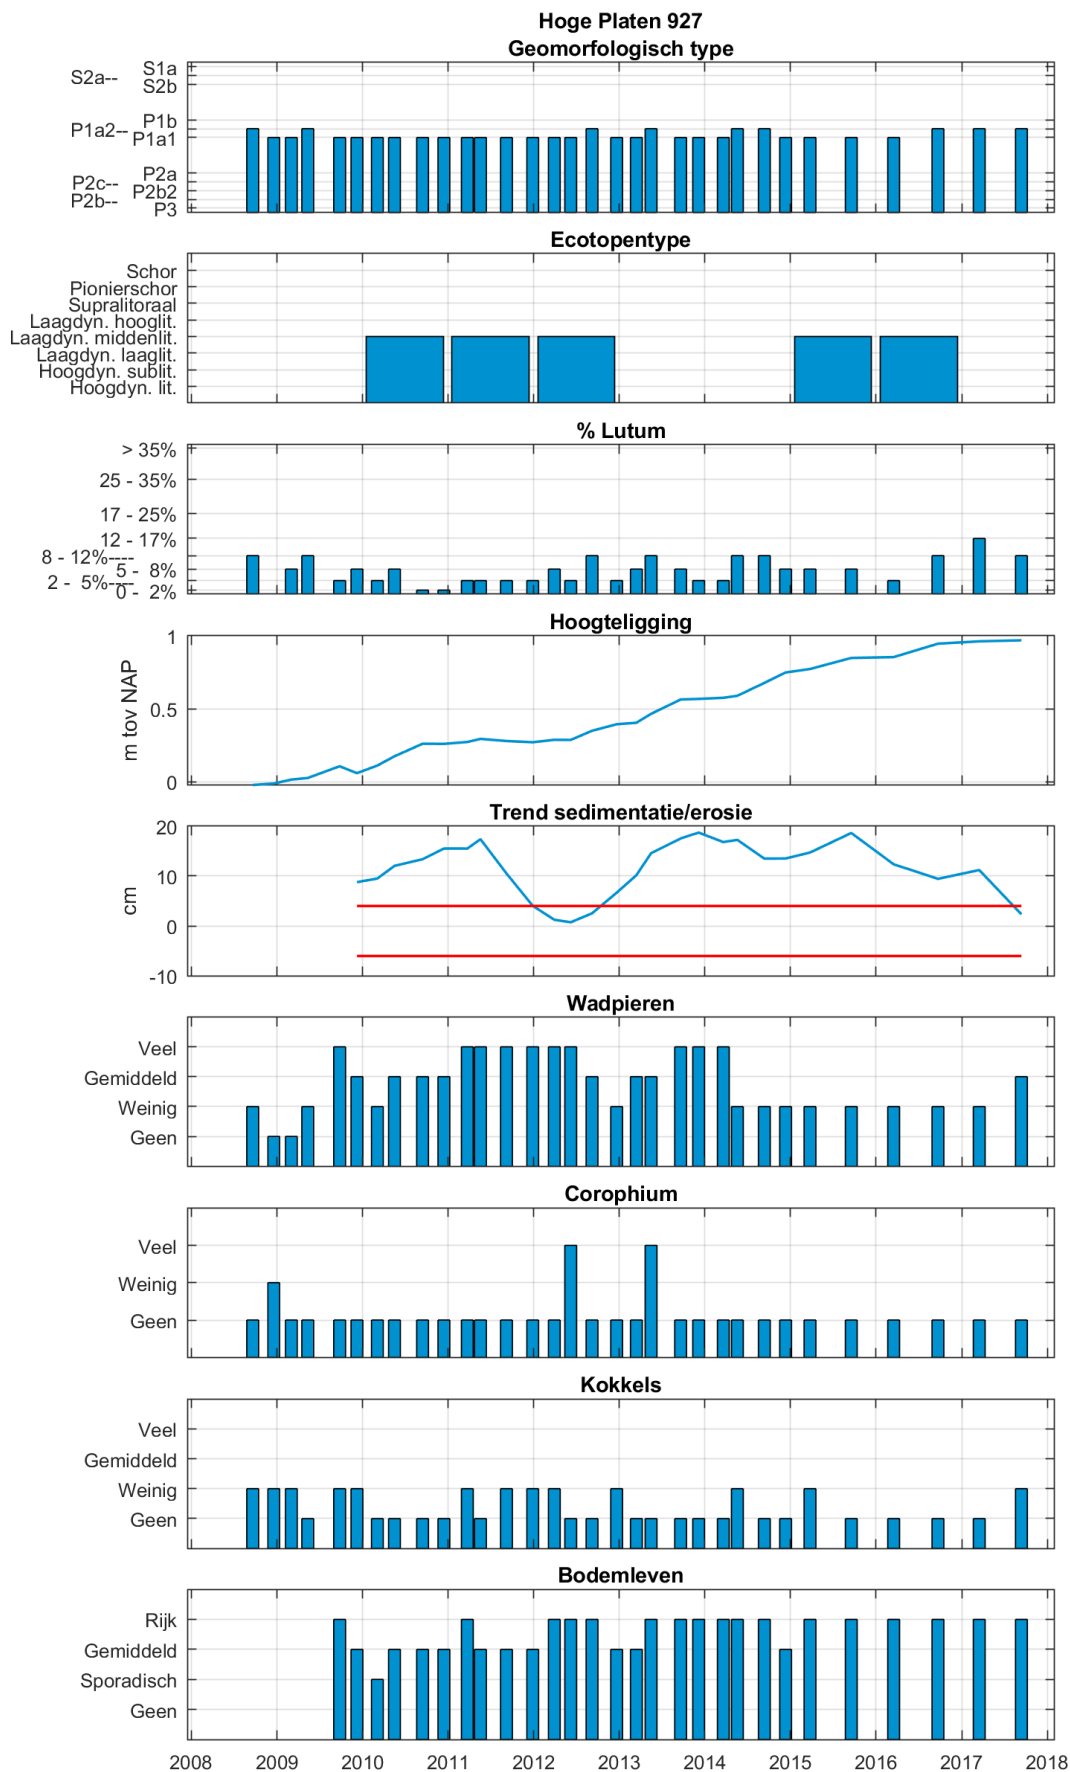 Hoge Platen 927
Geomorfologisch type
S1a
S2a--
S2b
P1b
P1a2--
P1a1
P2a
P2c--
P2b2
P2b--
P3
Ecotopentype
Schor
Pionierschor
Supralitoraal
Laagdyn. hooglit.
Laagdyn. middenlit.
Laagdyn. laaglit.
Hoogdyn. sublit.
Hoogdyn. lit.
% Lutum
> 35%
25 - 35%
17 - 25%
12 - 17%
8 - 12%----
5 - 8%
2 - 5%----
0 - 2%
Hoogteligging
m tov NAP
1
0.5
0
Trend sedimentatie/erosie
cm
20
10
0
-10
Wadpieren
Veel
Gemiddeld
Weinig
Geen
Corophium
Veel
Weinig
Geen
Kokkels
Veel
Gemiddeld
Weinig
Geen
Bodemleven
Rijk
Gemiddeld
Sporadisch
Geen
2008 2009 2010 2011 2012 2013 2014 2015 2016 2017 2018